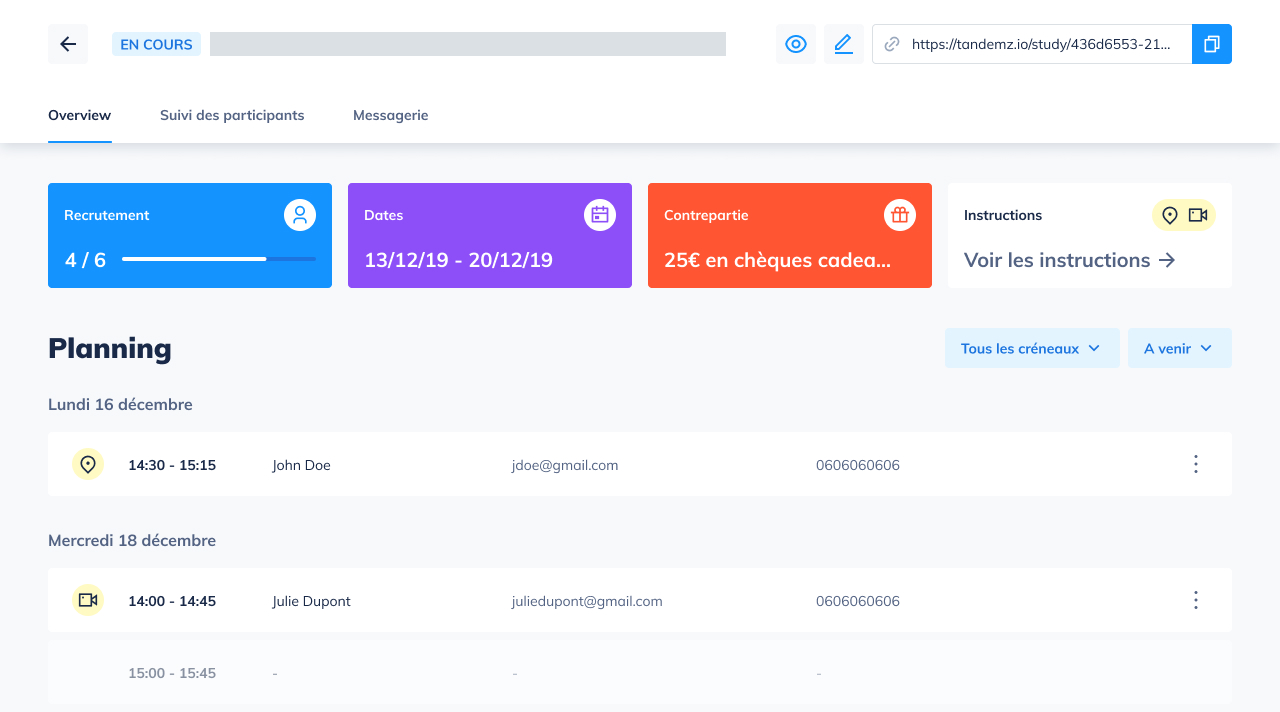 EN COURS
https://tandemz.io/study/436d6553-21...
Overview Suivi des participants Messagerie
Recrutement
4 / 6
Dates
13/12/19 - 20/12/19
Contrepartie
25€ en chèques cadea...
Instructions
Voir les instructions
Planning
Tous les créneaux
A venir
Lundi 16 décembre
14:30 - 15:15 John Doe jdoe@gmail.com 0606060606
Mercredi 18 décembre
14:00 - 14:45 Julie Dupont juliedupont@gmail.com 0606060606
15:00 - 15:45 - - -